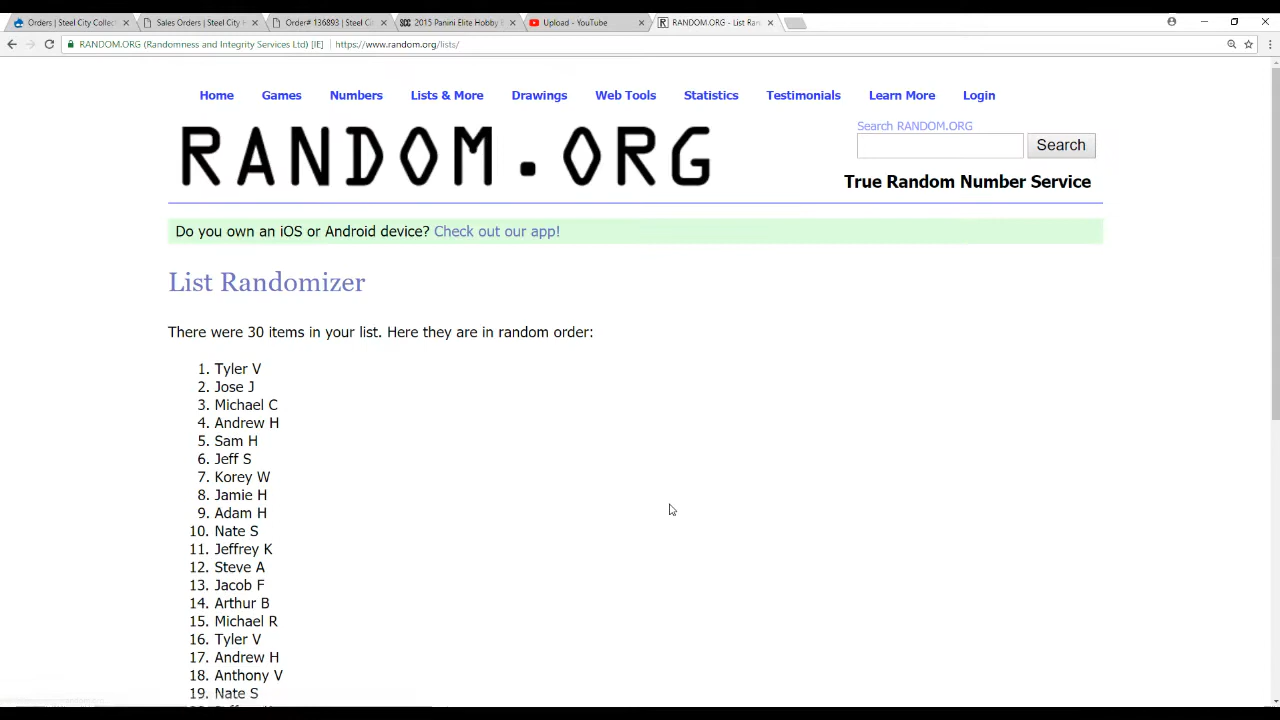 Orders | Steel City Collect
Sales Orders | Steel City H
Order# 136893 | Steel Ci
2015 Panini Elite Hobby B
Upload - YouTube
RANDOM.ORG - List Ran
RANDOM.ORG (Randomness and Integrity Services Ltd) [IE] https://www.random.org/lists/
Home Games Numbers Lists & More Drawings Web Tools Statistics Testimonials Learn More Login
RANDOM.ORG
Search RANDOM.ORG
Search
True Random Number Service
Do you own an iOS or Android device? Check out our app!
List Randomizer
There were 30 items in your list. Here they are in random order:
1. Tyler V
2. Jose J
3. Michael C
4. Andrew H
5. Sam H
6. Jeff S
7. Korey W
8. Jamie H
9. Adam H
10. Nate S
11. Jeffrey K
12. Steve A
13. Jacob F
14. Arthur B
15. Michael R
16. Tyler V
17. Andrew H
18. Anthony V
19. Nate S